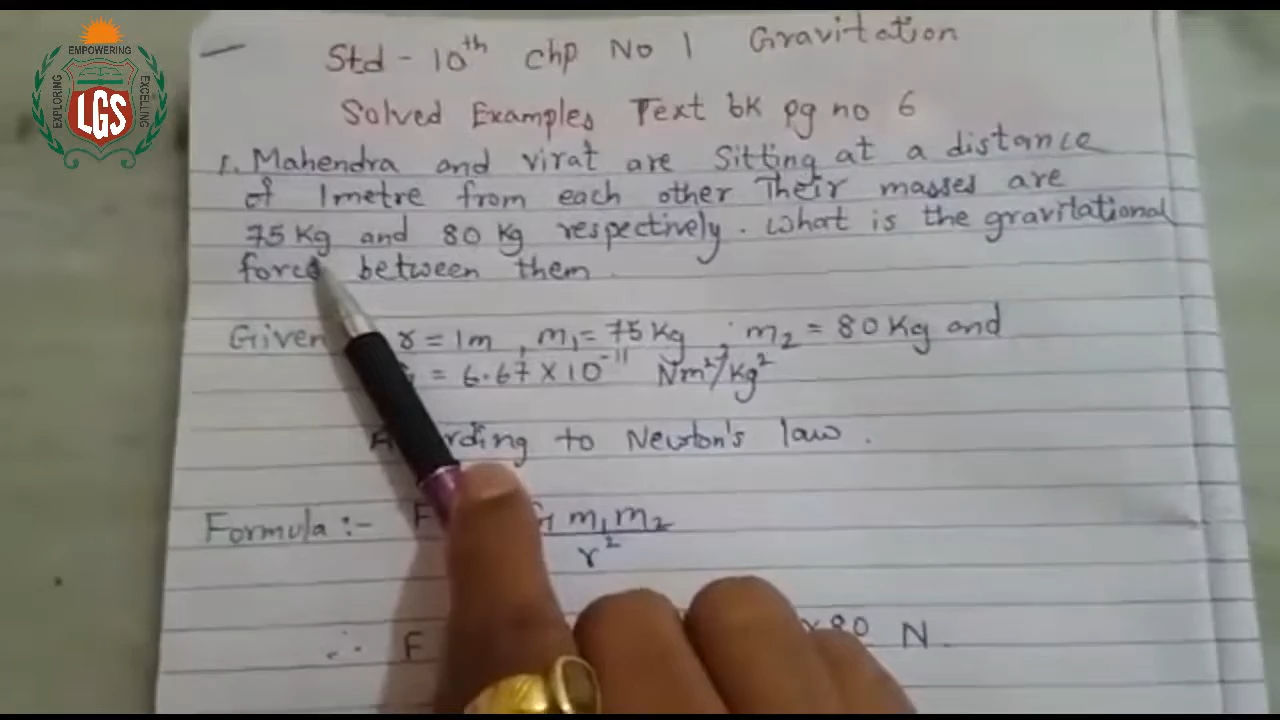 EMPOWERING
EXPLORING
EXCELLING
LGS
Std - 10th Chp No 1 Gravitation
Solved Examples Text bk pg no 6
1. Mahendra and virat are sitting at a distance
of 1metre from each other Their masses are
75 Kg and 80 Kg respectively. What is the gravitational
force between them.
Given r = 1m , m₁ = 75 Kg ; m₂ = 80 Kg and
= 6.67 X 10⁻¹¹ Nm²/Kg²
to Newton's law .
Formula :- F m₁ m₂
r²
∴ F 80 N